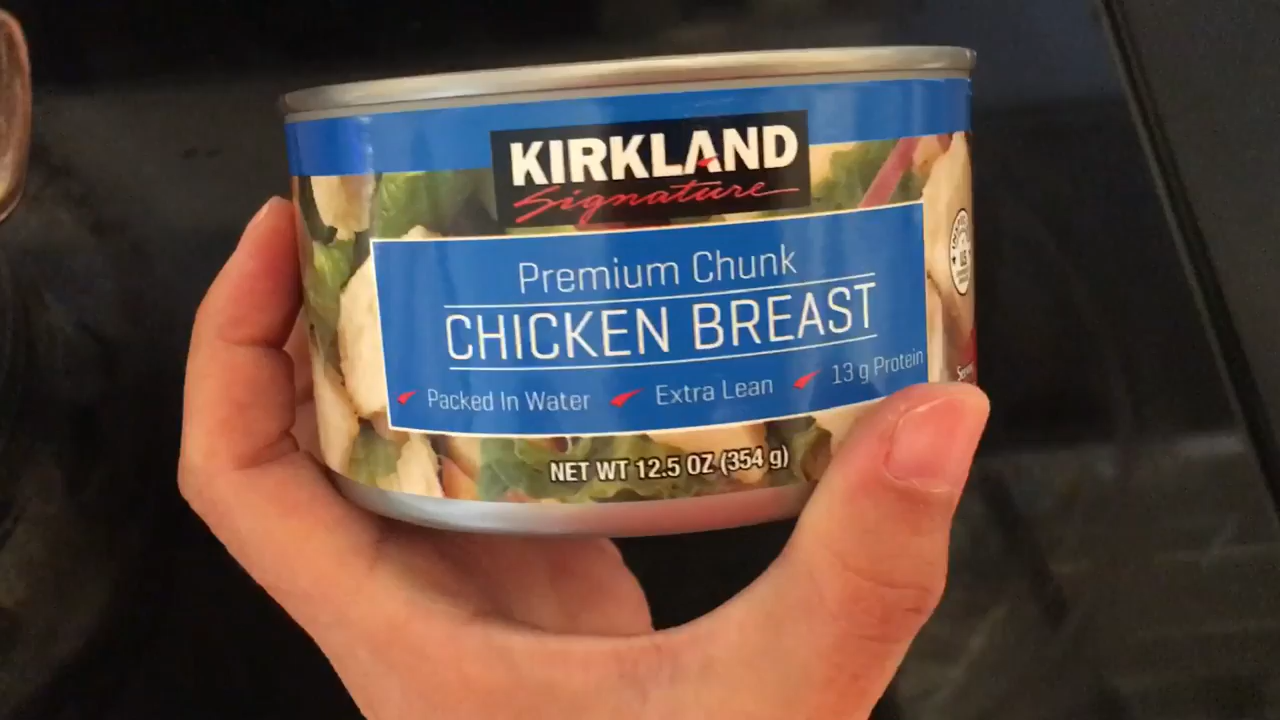 KIRKLAND
Signature
Premium Chunk
CHICKEN BREAST
Packed In Water Extra Lean 13 g Protein
NET WT 12.5 OZ (354 g)